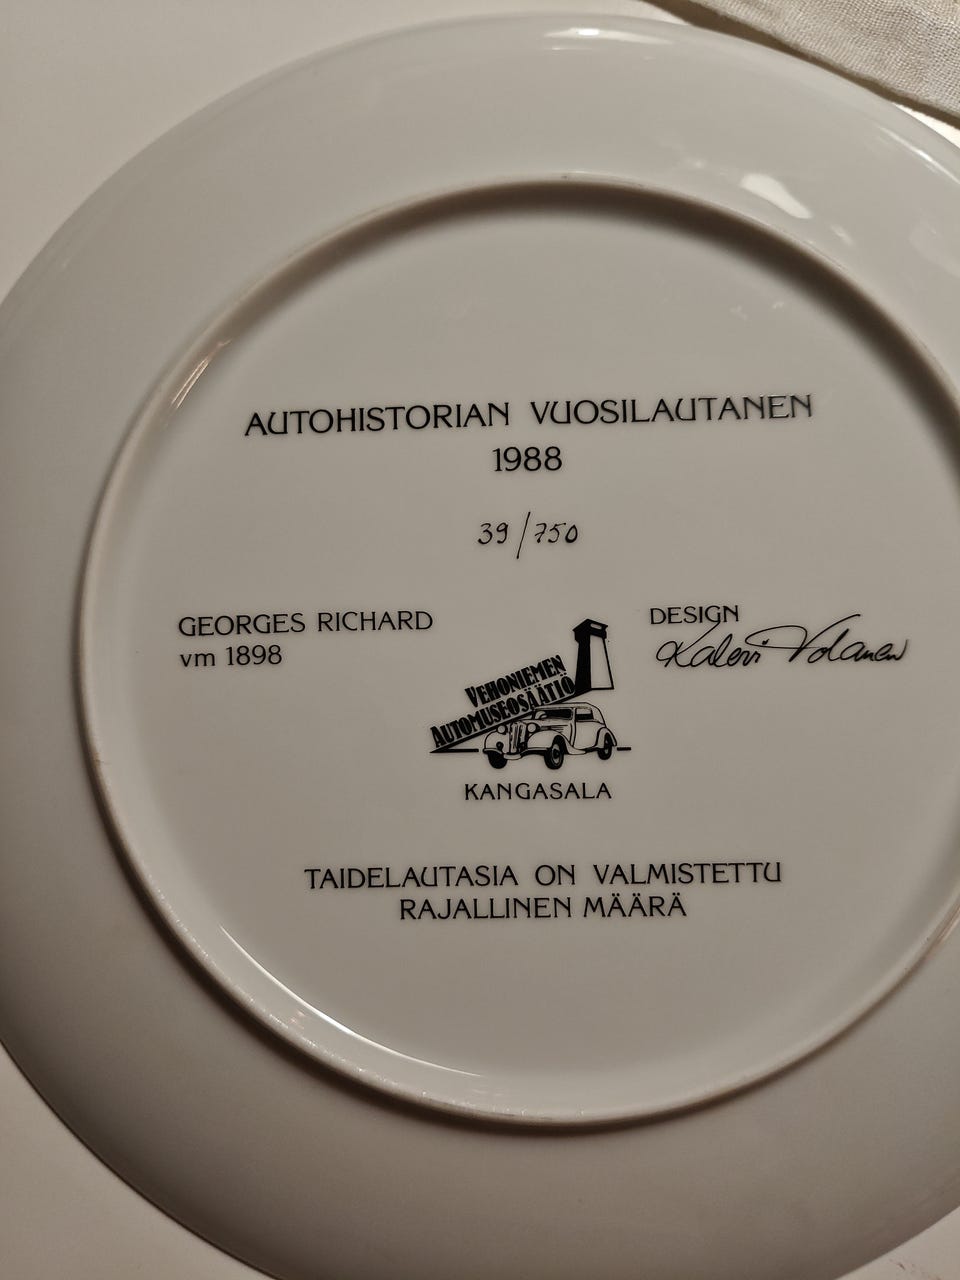 AUTOHISTORIAN VUOSILAUTANEN
1988
39/750
GEORGES RICHARD
vm 1898
DESIGN
Kalervi Volanen
VEHONIEMEN
AUTOMUSEOSÄÄTIÖ
KANGASALA
TAIDELAUTASIA ON VALMISTETTU
RAJALLINEN MÄÄRÄ